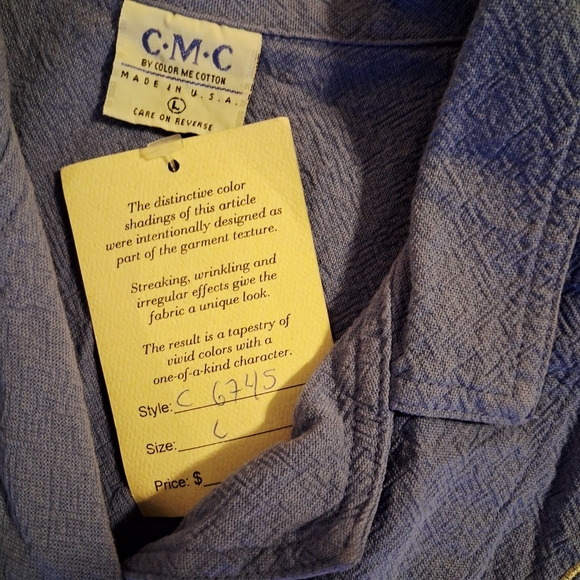 C·M·C
BY COLOR ME COTTON
MADE IN U.S.A.
L
CARE ON REVERSE
The distinctive color
shadings of this article
were intentionally designed as
part of the garment texture.
Streaking, wrinkling and
irregular effects give the
fabric a unique look.
The result is a tapestry of
vivid colors with a
one-of-a-kind character.
Style: C 6745
Size: L
Price: $